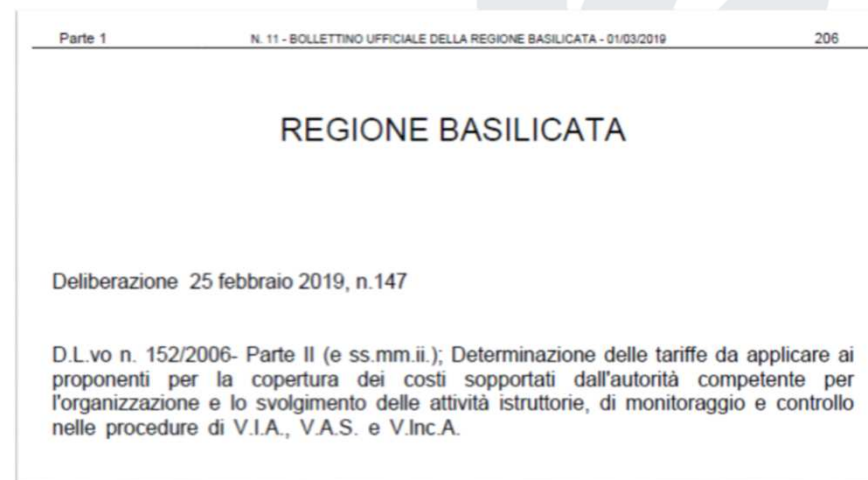 Parte 1 N. 11 - BOLLETTINO UFFICIALE DELLA REGIONE BASILICATA - 01/03/2019 206
REGIONE BASILICATA
Deliberazione 25 febbraio 2019, n.147
D.L.vo n. 152/2006- Parte II (e ss.mm.ii.); Determinazione delle tariffe da applicare ai
proponenti per la copertura dei costi sopportati dall'autorità competente per
l'organizzazione e lo svolgimento delle attività istruttorie, di monitoraggio e controllo
nelle procedure di V.I.A., V.A.S. e V.Inc.A.